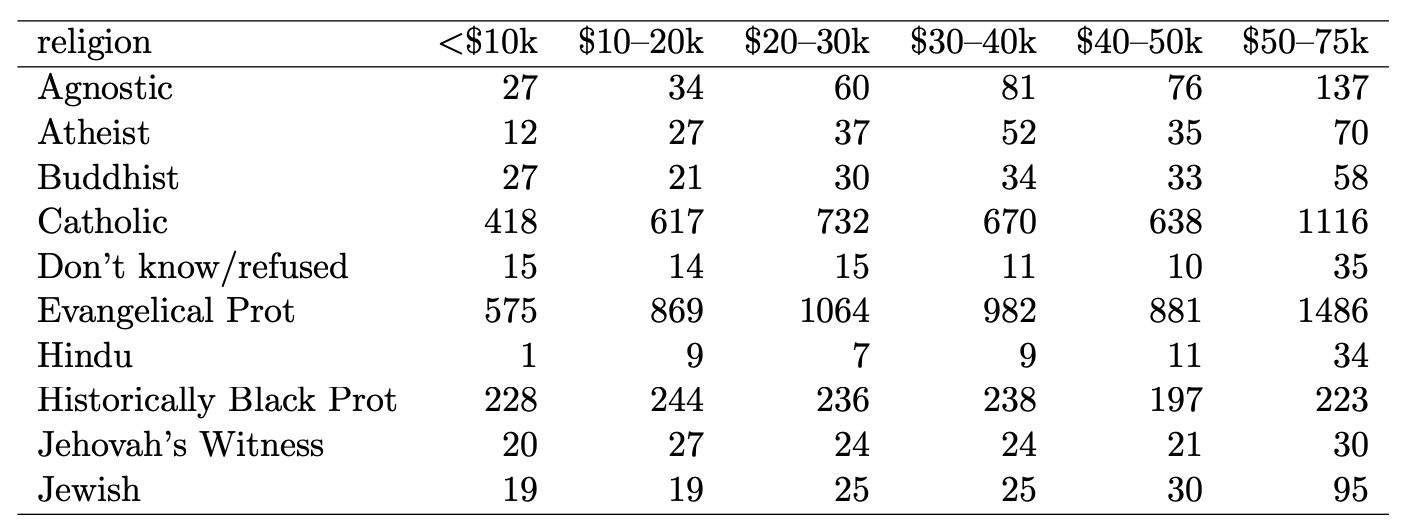 religion <$10k $10–20k $20–30k $30–40k $40–50k $50–75k
Agnostic 27 34 60 81 76 137
Atheist 12 27 37 52 35 70
Buddhist 27 21 30 34 33 58
Catholic 418 617 732 670 638 1116
Don’t know/refused 15 14 15 11 10 35
Evangelical Prot 575 869 1064 982 881 1486
Hindu 1 9 7 9 11 34
Historically Black Prot 228 244 236 238 197 223
Jehovah’s Witness 20 27 24 24 21 30
Jewish 19 19 25 25 30 95